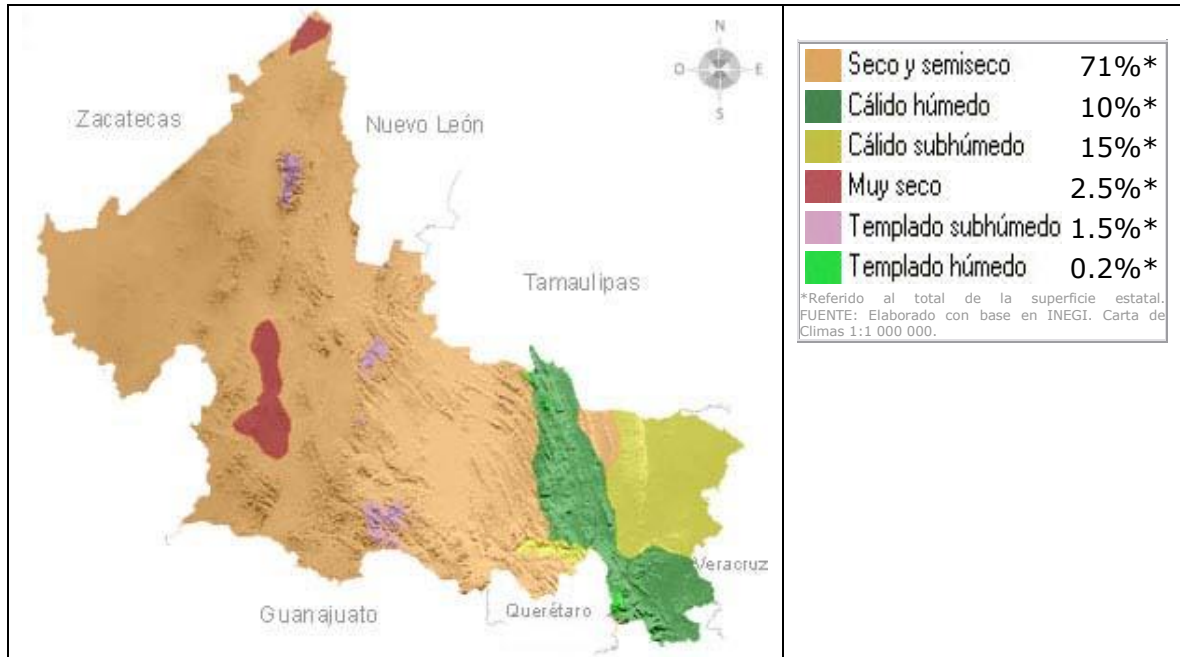 N
O E
S
Zacatecas
Nuevo León
Tamaulipas
Veracruz
Querétaro
Guanajuato
Seco y semiseco 71%*
Cálido húmedo 10%*
Cálido subhúmedo 15%*
Muy seco 2.5%*
Templado subhúmedo 1.5%*
Templado húmedo 0.2%*
*Referido al total de la superficie estatal.
FUENTE: Elaborado con base en INEGI. Carta de
Climas 1:1 000 000.